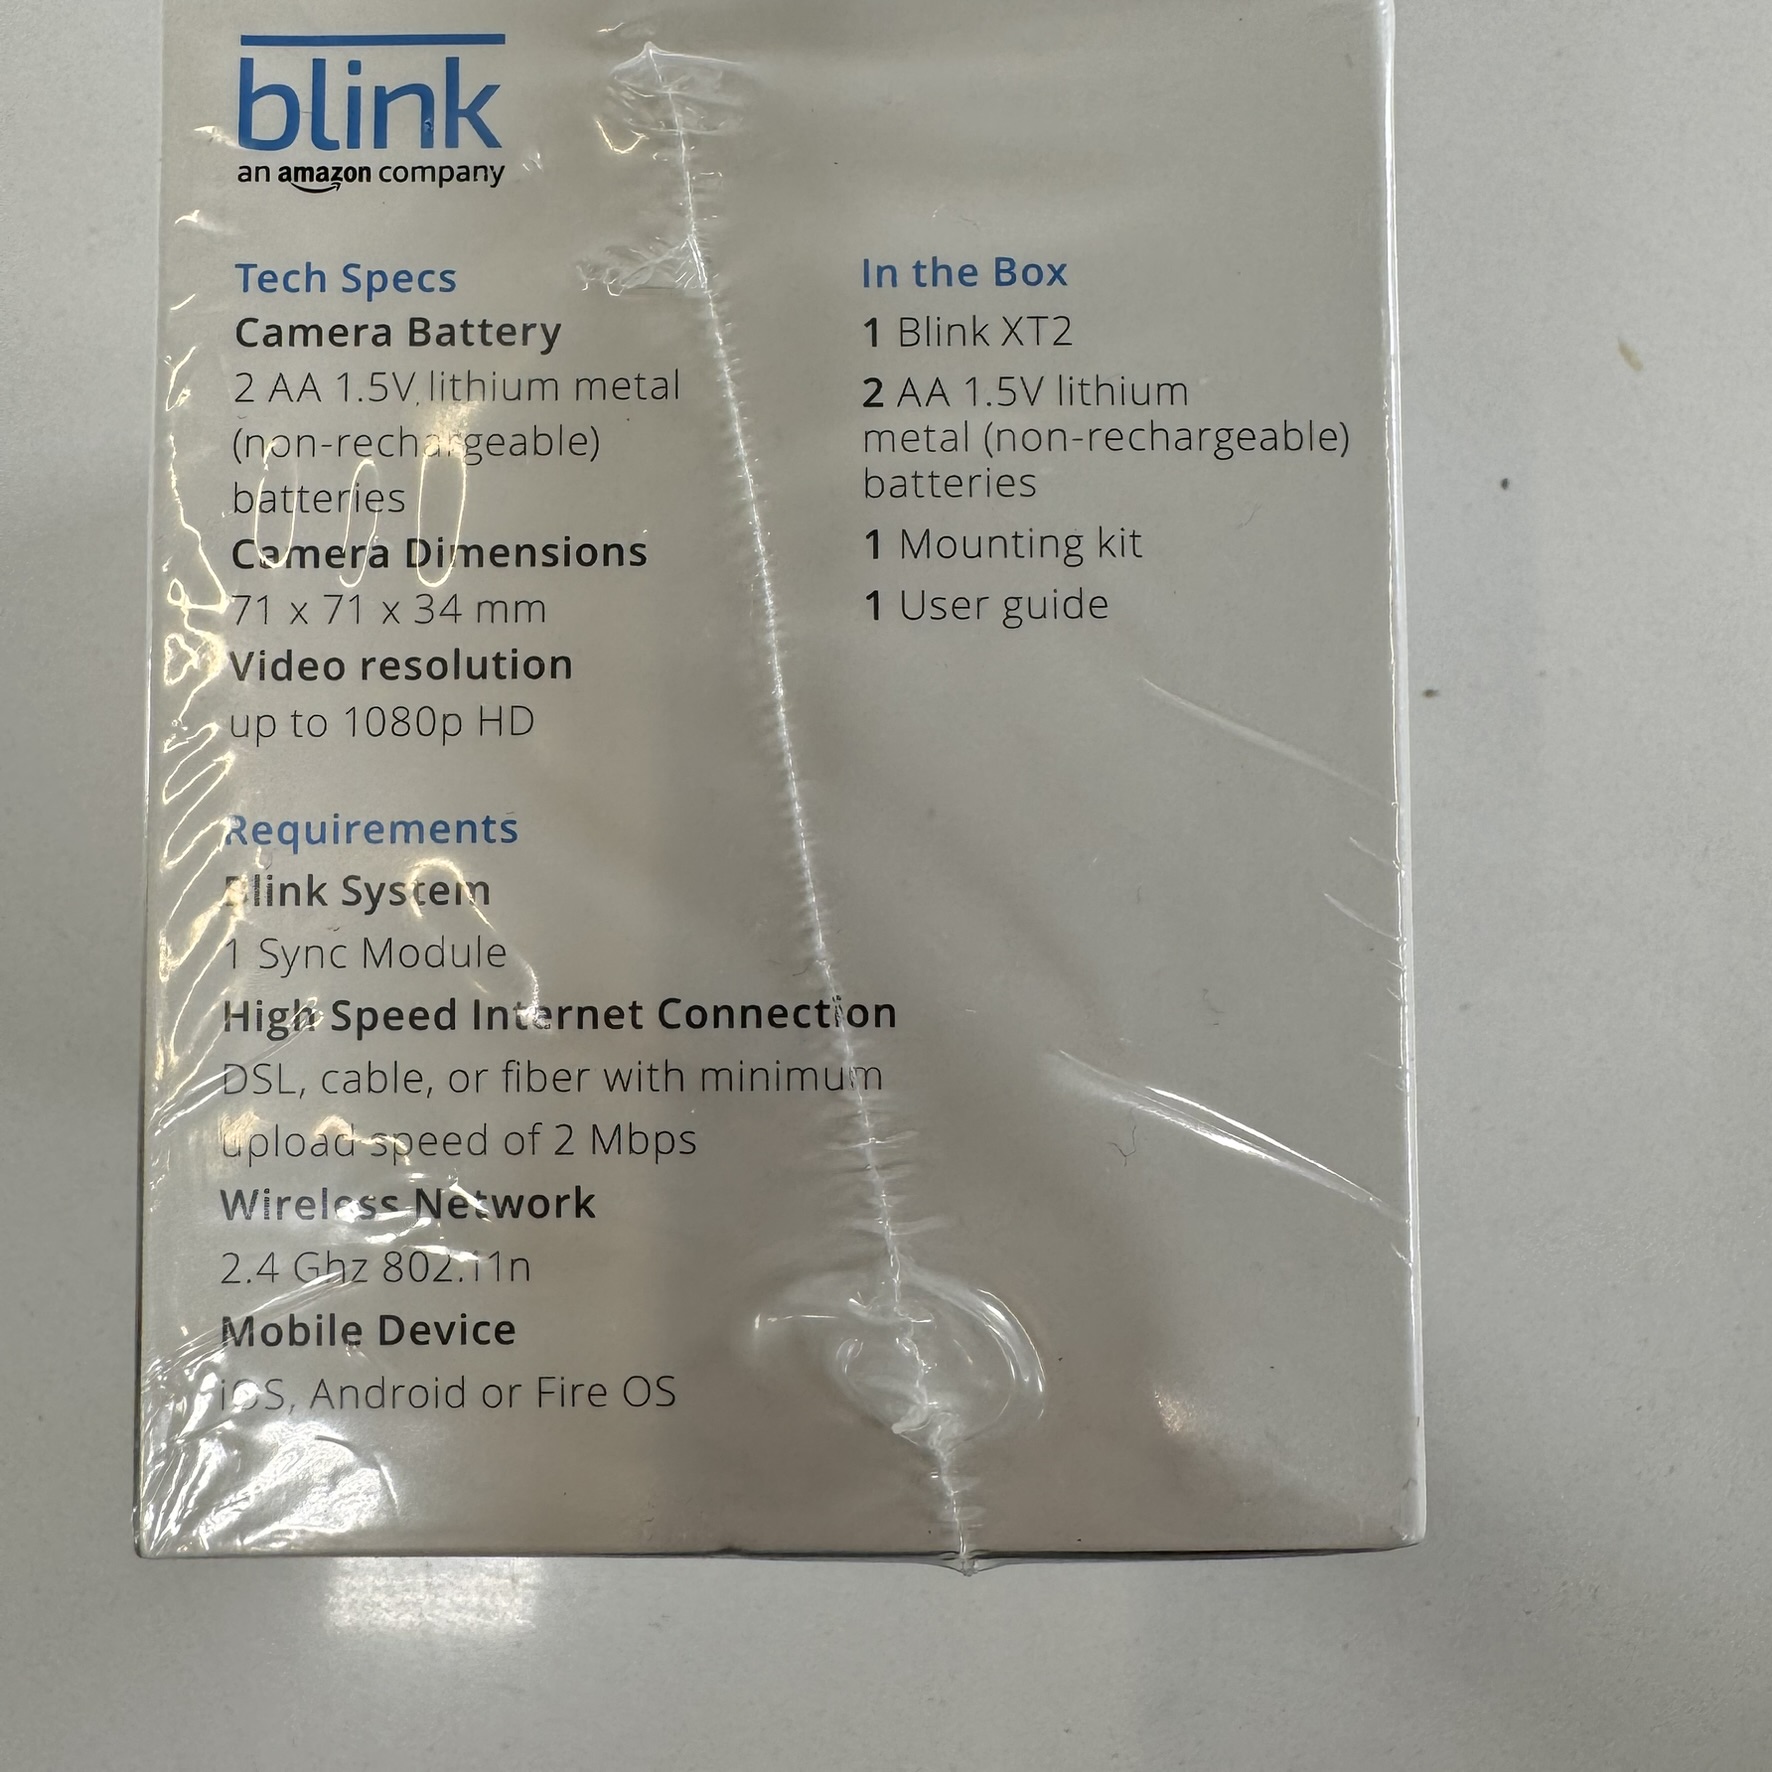 blink
an amazon company
Tech Specs
Camera Battery
2 AA 1.5V lithium metal
(non-rechargeable)
batteries
Camera Dimensions
71 x 71 x 34 mm
Video resolution
up to 1080p HD
Requirements
Blink System
1 Sync Module
High Speed Internet Connection
DSL, cable, or fiber with minimum
upload speed of 2 Mbps
Wireless Network
2.4 Ghz 802.11n
Mobile Device
iOS, Android or Fire OS
In the Box
1 Blink XT2
2 AA 1.5V lithium
metal (non-rechargeable)
batteries
1 Mounting kit
1 User guide